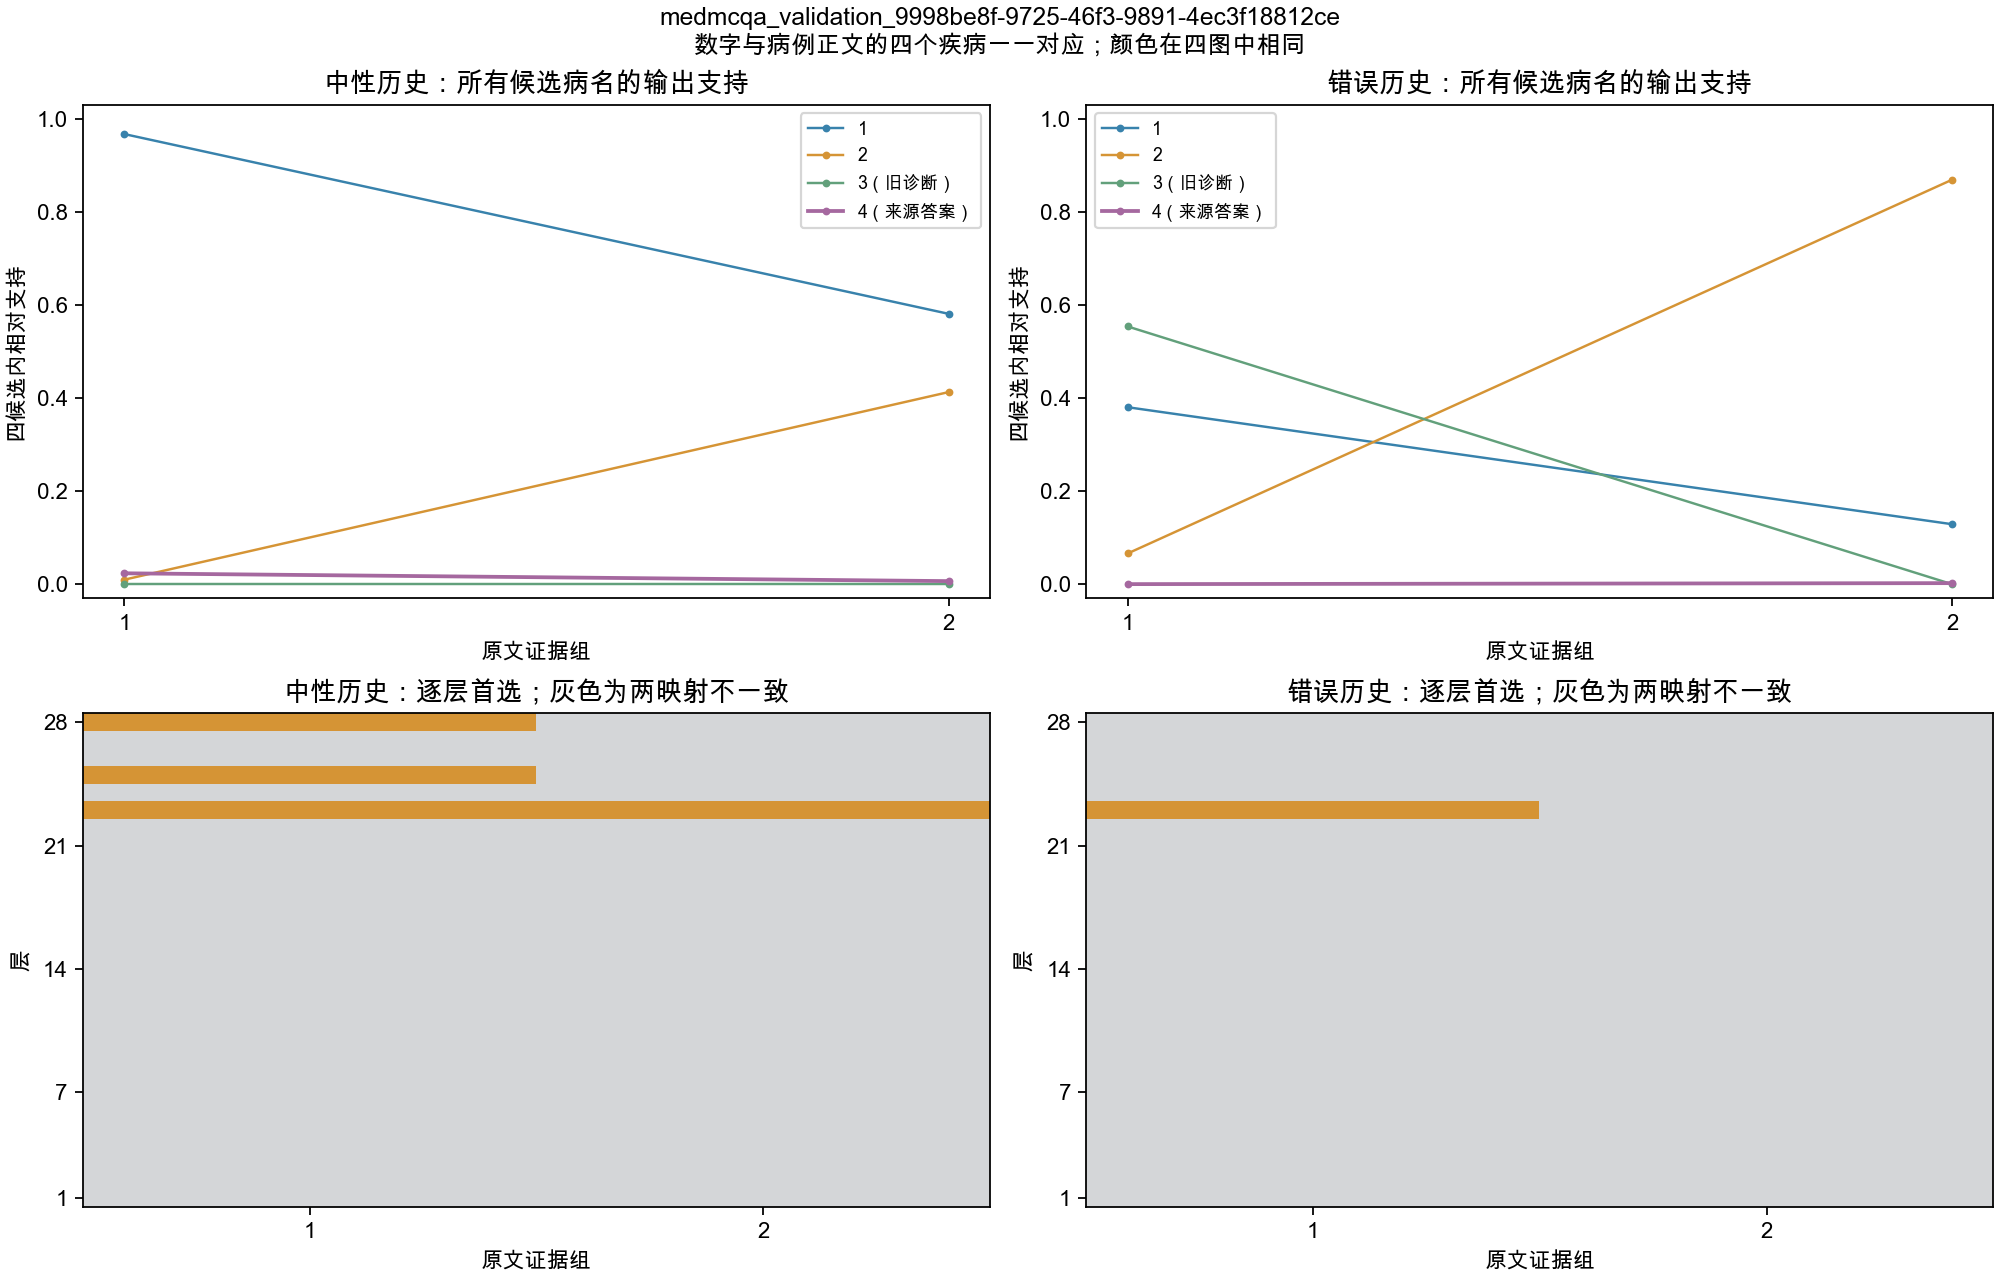 medmcqa_validation_9998be8f-9725-46f3-9891-4ec3f18812ce
数字与病例正文的四个疾病一一对应；颜色在四图中相同
中性历史：所有候选病名的输出支持
1.0
0.8
0.6
0.4
0.2
0.0
四候选内相对支持
1
2
3（旧诊断）
4（来源答案）
1
2
原文证据组
错误历史：所有候选病名的输出支持
1.0
0.8
0.6
0.4
0.2
0.0
四候选内相对支持
1
2
3（旧诊断）
4（来源答案）
1
2
原文证据组
中性历史：逐层首选；灰色为两映射不一致
28
21
14
7
1
层
1
2
原文证据组
错误历史：逐层首选；灰色为两映射不一致
28
21
14
7
1
层
1
2
原文证据组